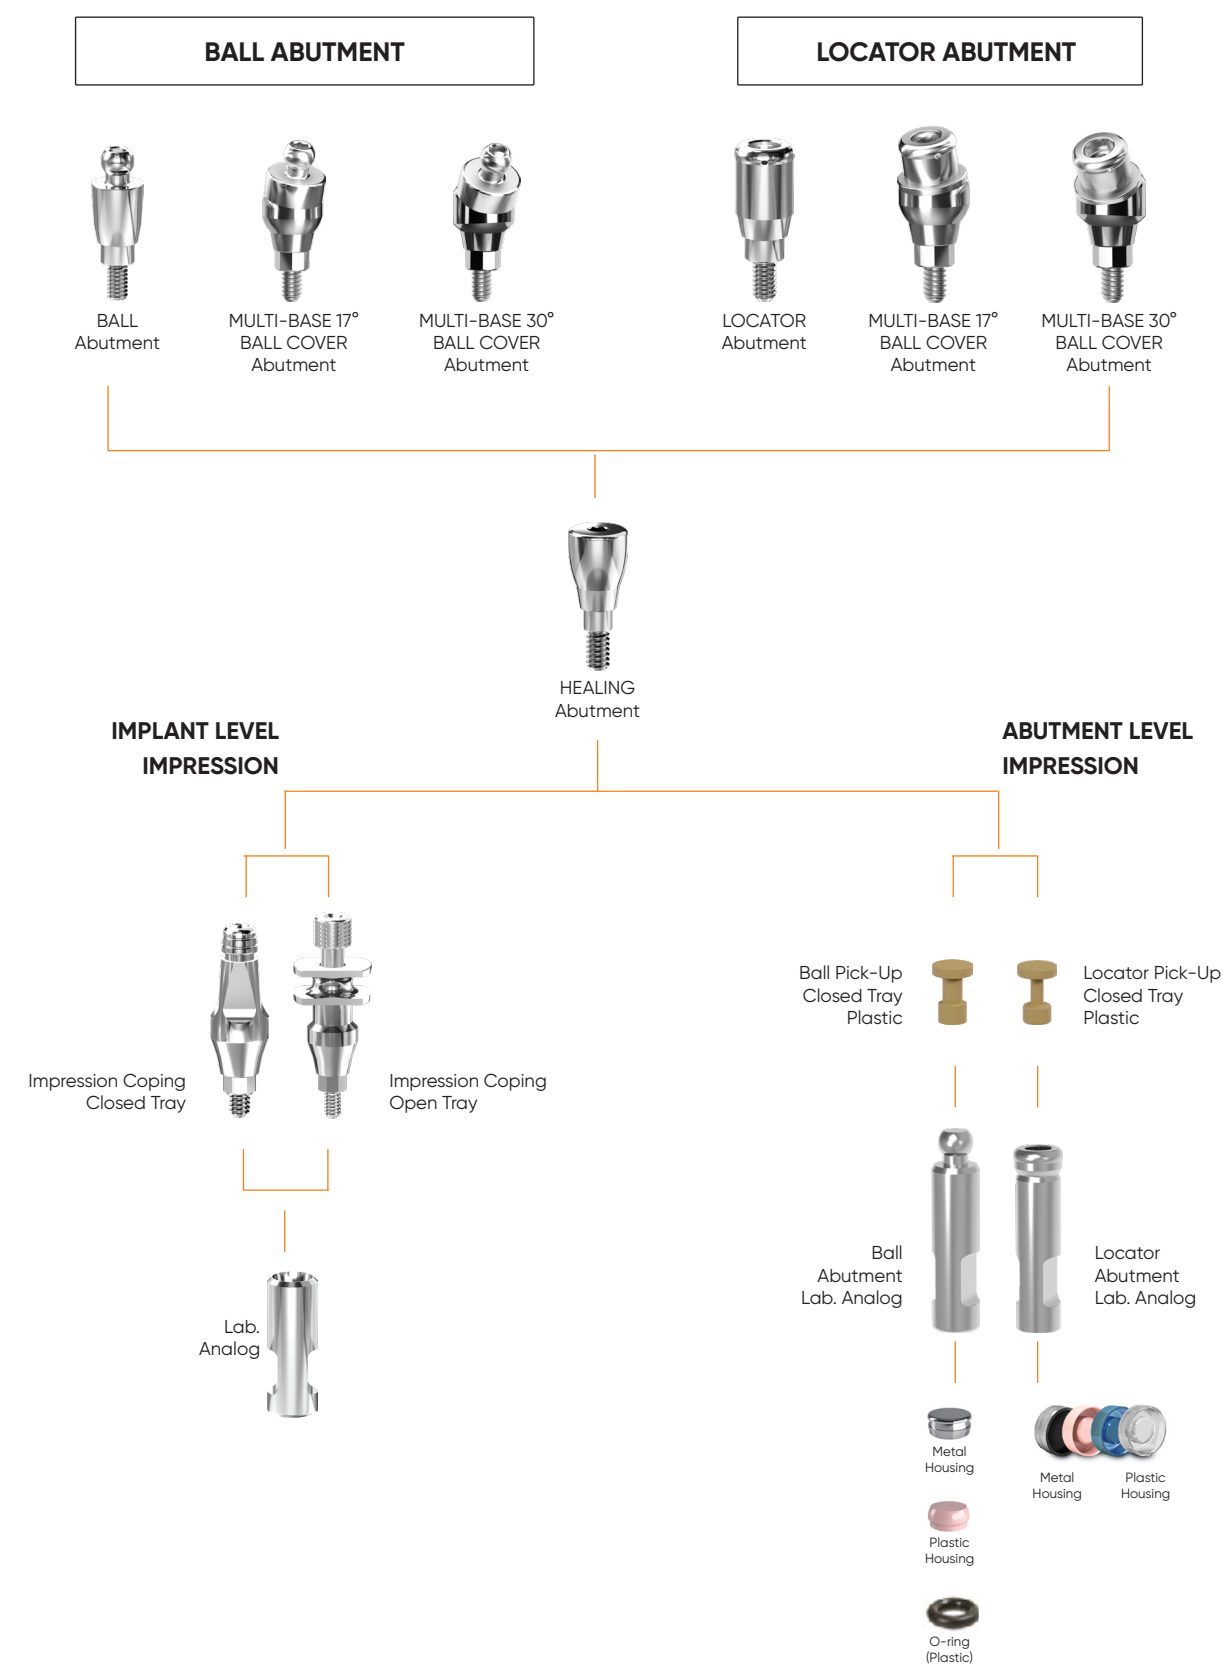 BALL ABUTMENT
LOCATOR ABUTMENT
BALL
Abutment
MULTI-BASE 17°
BALL COVER
Abutment
MULTI-BASE 30°
BALL COVER
Abutment
LOCATOR
Abutment
MULTI-BASE 17°
BALL COVER
Abutment
MULTI-BASE 30°
BALL COVER
Abutment
HEALING
Abutment
IMPLANT LEVEL
IMPRESSION
ABUTMENT LEVEL
IMPRESSION
Impression Coping
Closed Tray
Impression Coping
Open Tray
Ball Pick-Up
Closed Tray
Plastic
Locator Pick-Up
Closed Tray
Plastic
Lab.
Analog
Ball
Abutment
Lab. Analog
Locator
Abutment
Lab. Analog
Metal
Housing
Plastic
Housing
O-ring
(Plastic)
Metal
Housing
Plastic
Housing